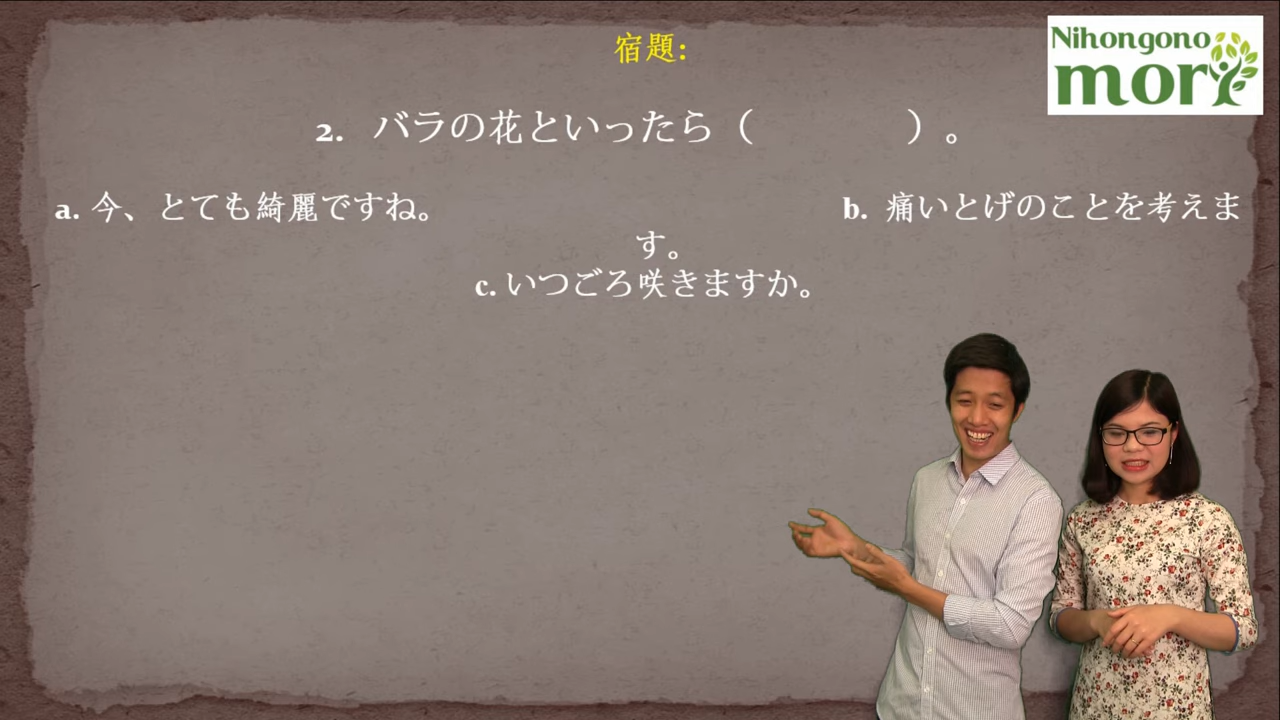 宿題:
Nihongono
mori
2. バラの花といったら（　　　　）。
a. 今、とても綺麗ですね。 b. 痛いとげのことを考えま
す。
c. いつごろ咲きますか。